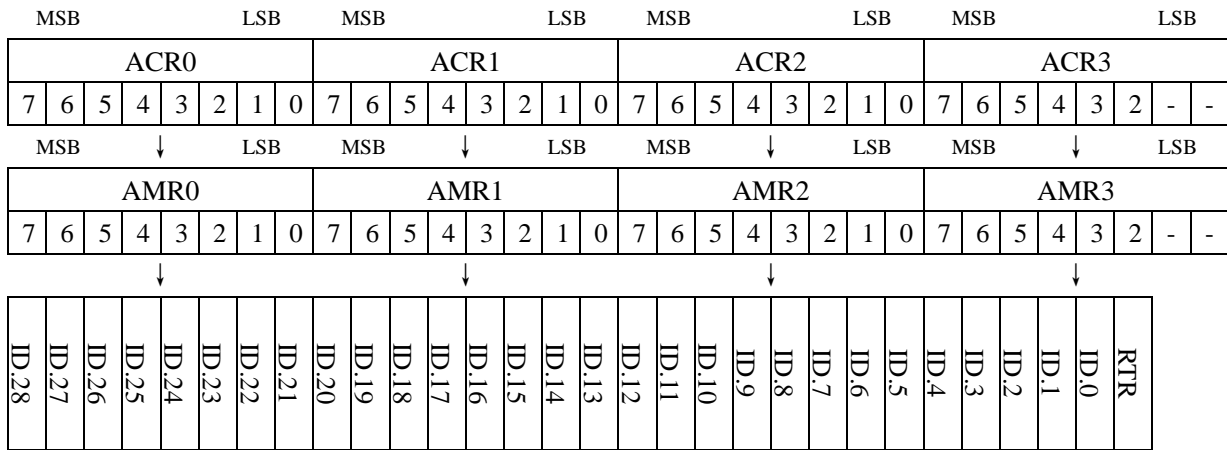 MSB LSB MSB LSB MSB LSB MSB LSB
ACR0 ACR1 ACR2 ACR3
7 6 5 4 3 2 1 0 7 6 5 4 3 2 1 0 7 6 5 4 3 2 1 0 7 6 5 4 3 2 - -
MSB LSB MSB LSB MSB LSB MSB LSB
AMR0 AMR1 AMR2 AMR3
7 6 5 4 3 2 1 0 7 6 5 4 3 2 1 0 7 6 5 4 3 2 1 0 7 6 5 4 3 2 - -
ID.28 ID.27 ID.26 ID.25 ID.24 ID.23 ID.22 ID.21 ID.20 ID.19 ID.18 ID.17 ID.16 ID.15 ID.14 ID.13 ID.12 ID.11 ID.10 ID.9 ID.8 ID.7 ID.6 ID.5 ID.4 ID.3 ID.2 ID.1 ID.0 RTR